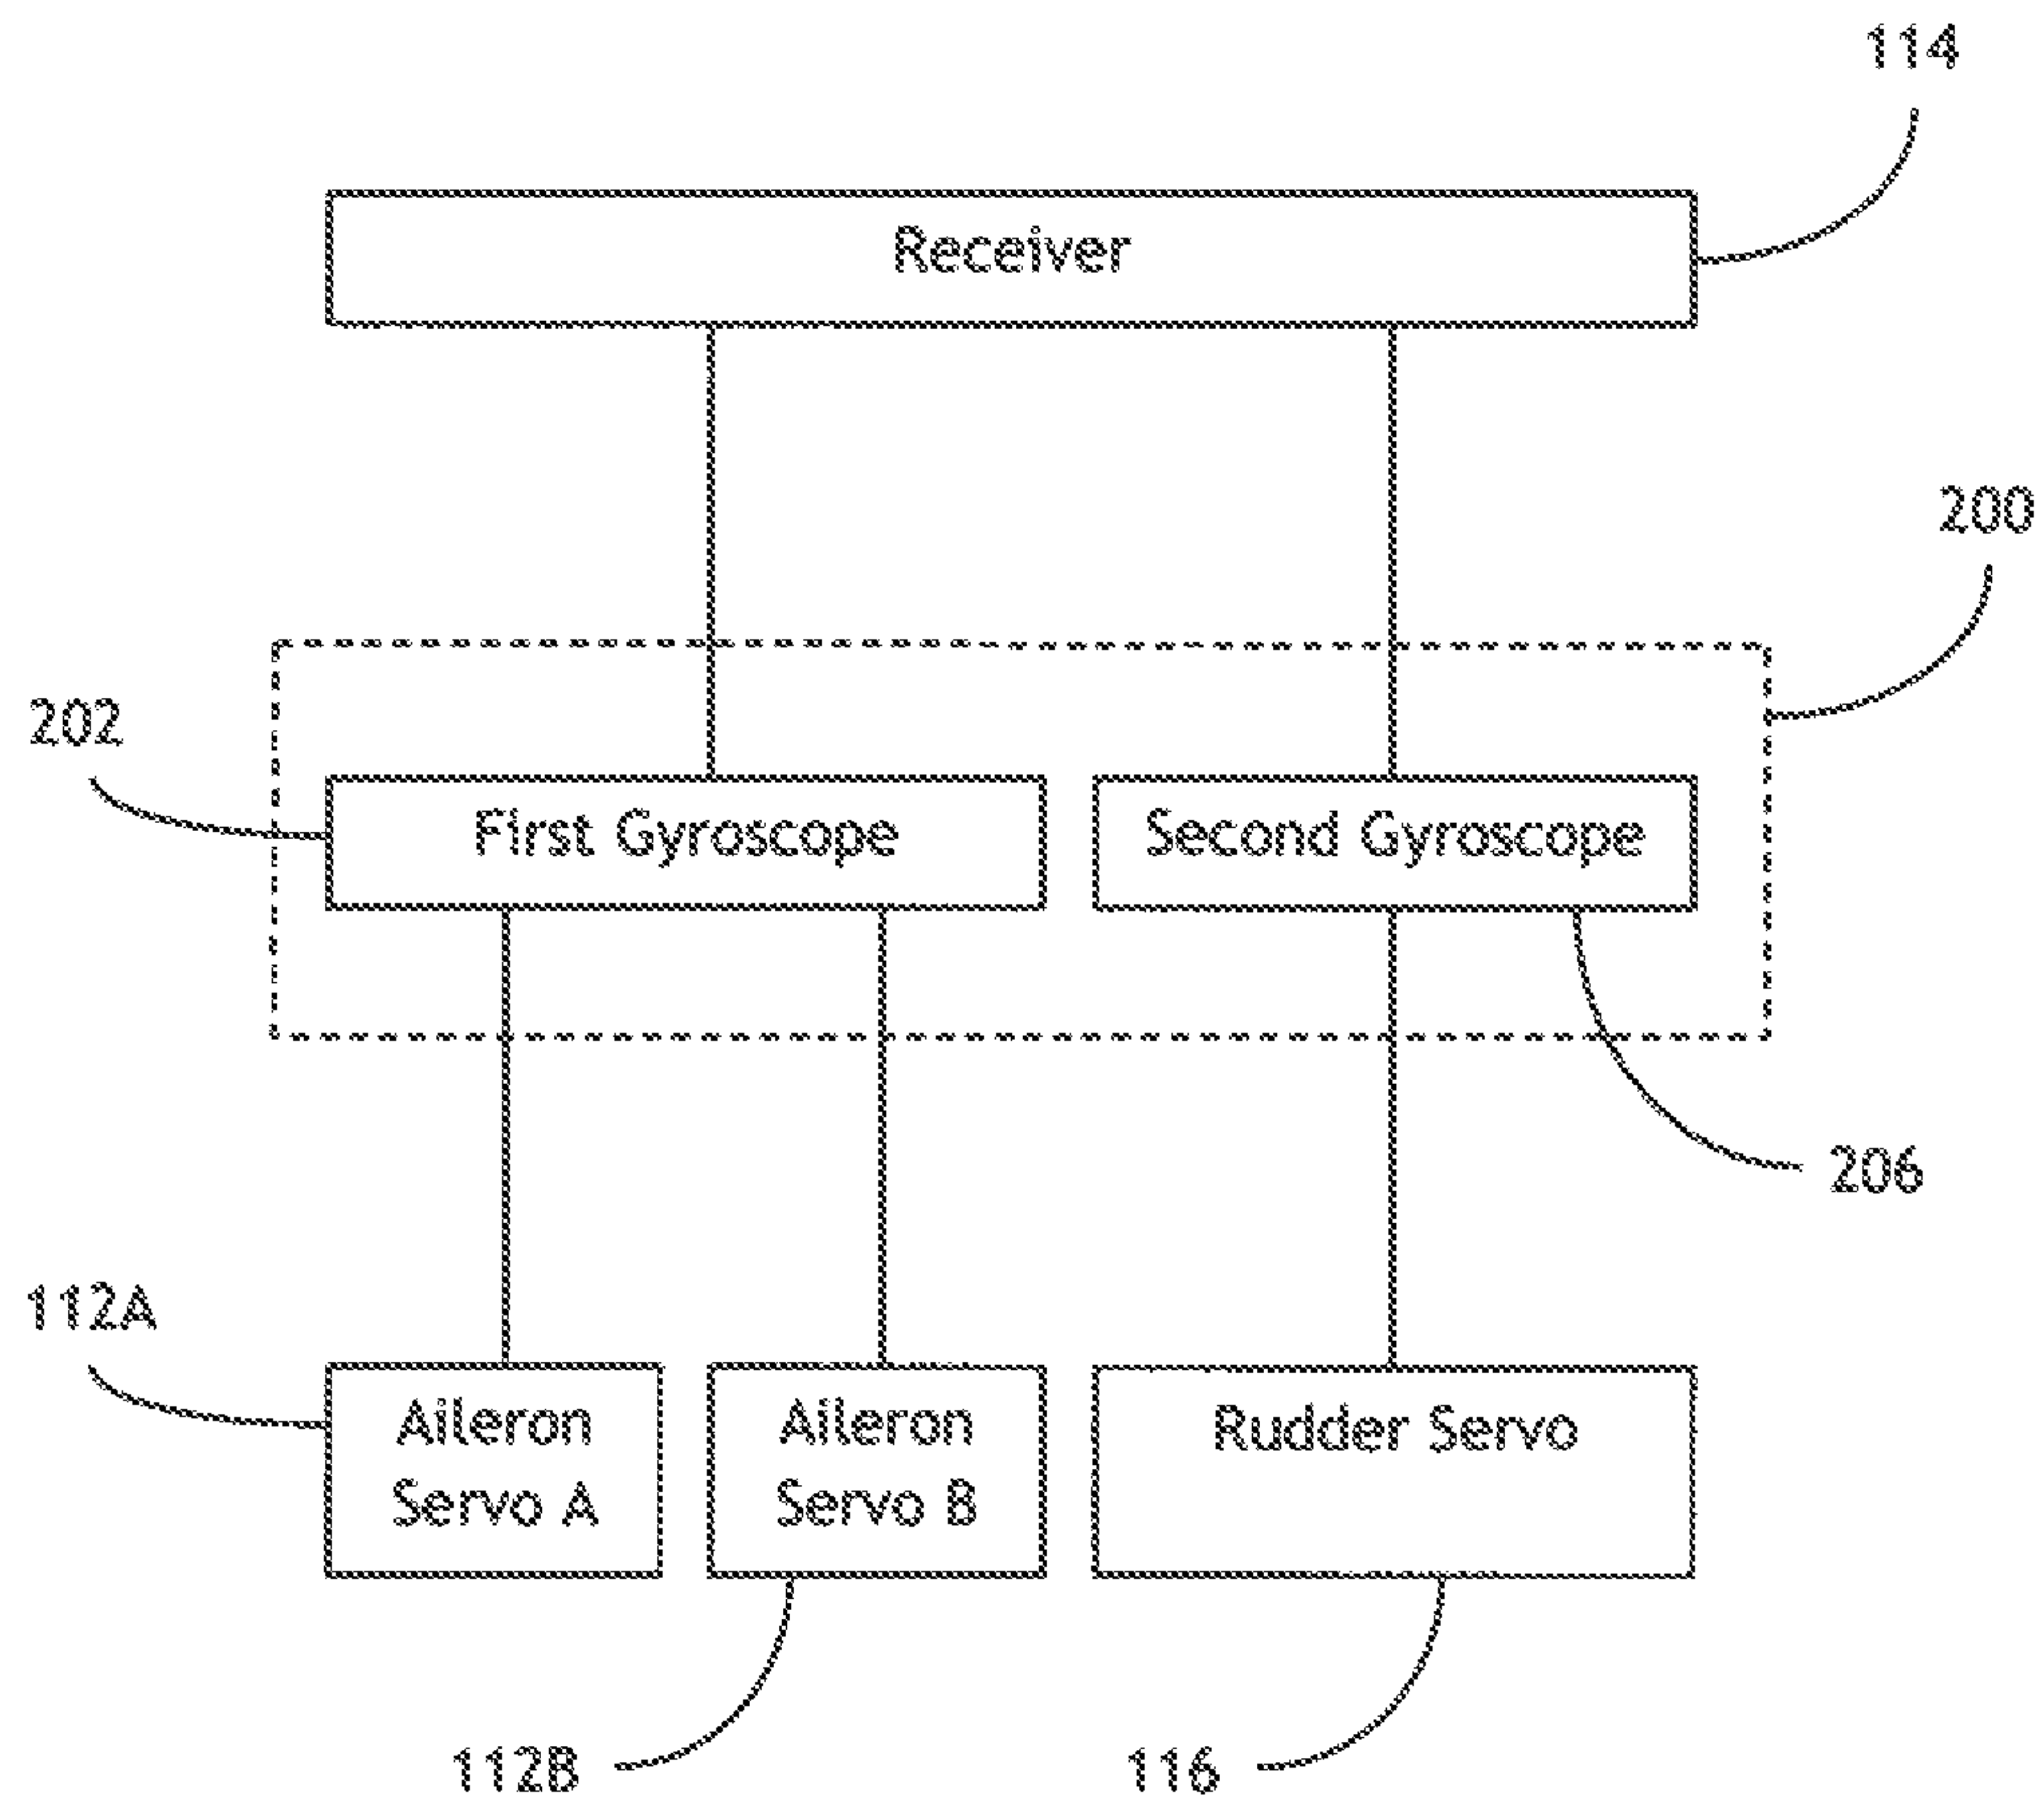 114
Receiver
200
202
First Gyroscope
Second Gyroscope
206
112A
Aileron
Servo A
Aileron
Servo B
Rudder Servo
112B
116